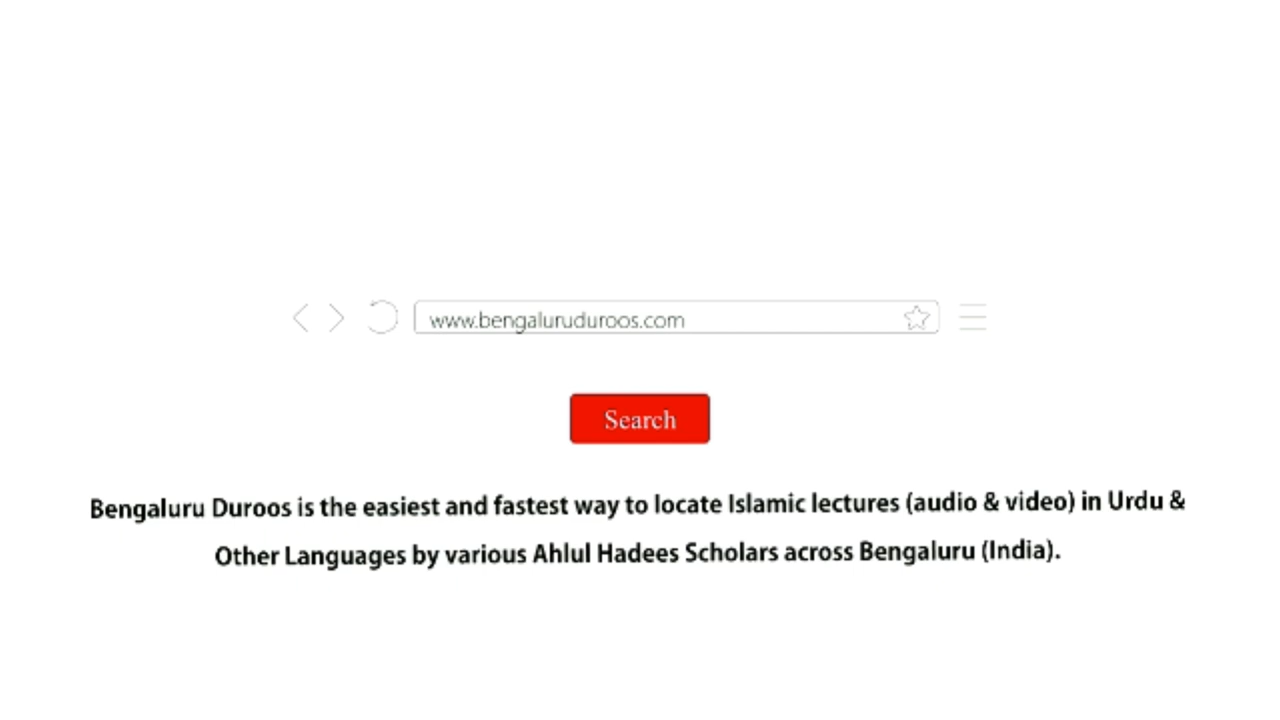 www.bengaluruduroos.com
Search
Bengaluru Duroos is the easiest and fastest way to locate Islamic lectures (audio & video) in Urdu &
Other Languages by various Ahlul Hadees Scholars across Bengaluru (India).